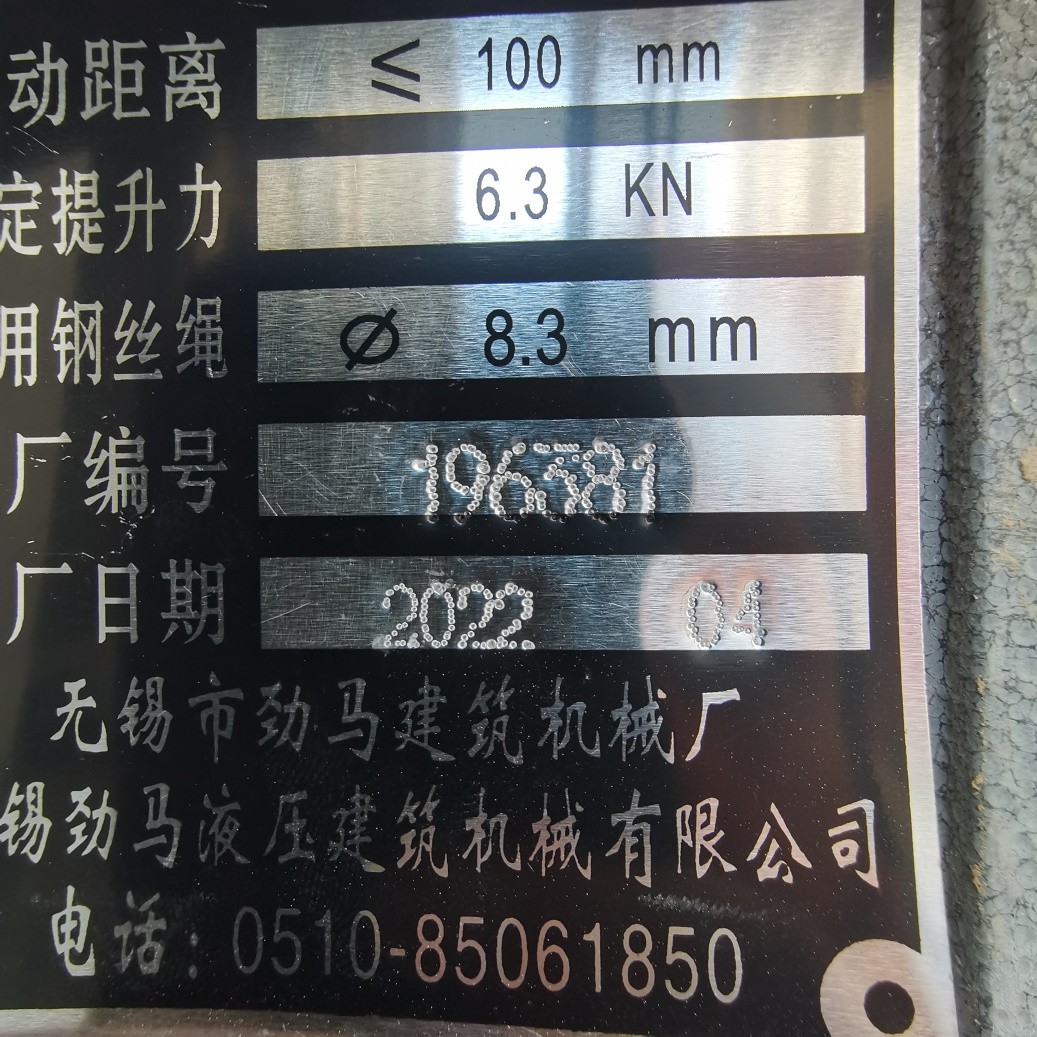 动距离 ≤ 100 mm
定提升力 6.3 KN
用钢丝绳 Ø 8.3 mm
厂编号 196381
厂日期 2022 04
无锡市劲马建筑机械厂
锡劲马液压建筑机械有限公司
电话：0510-85061850